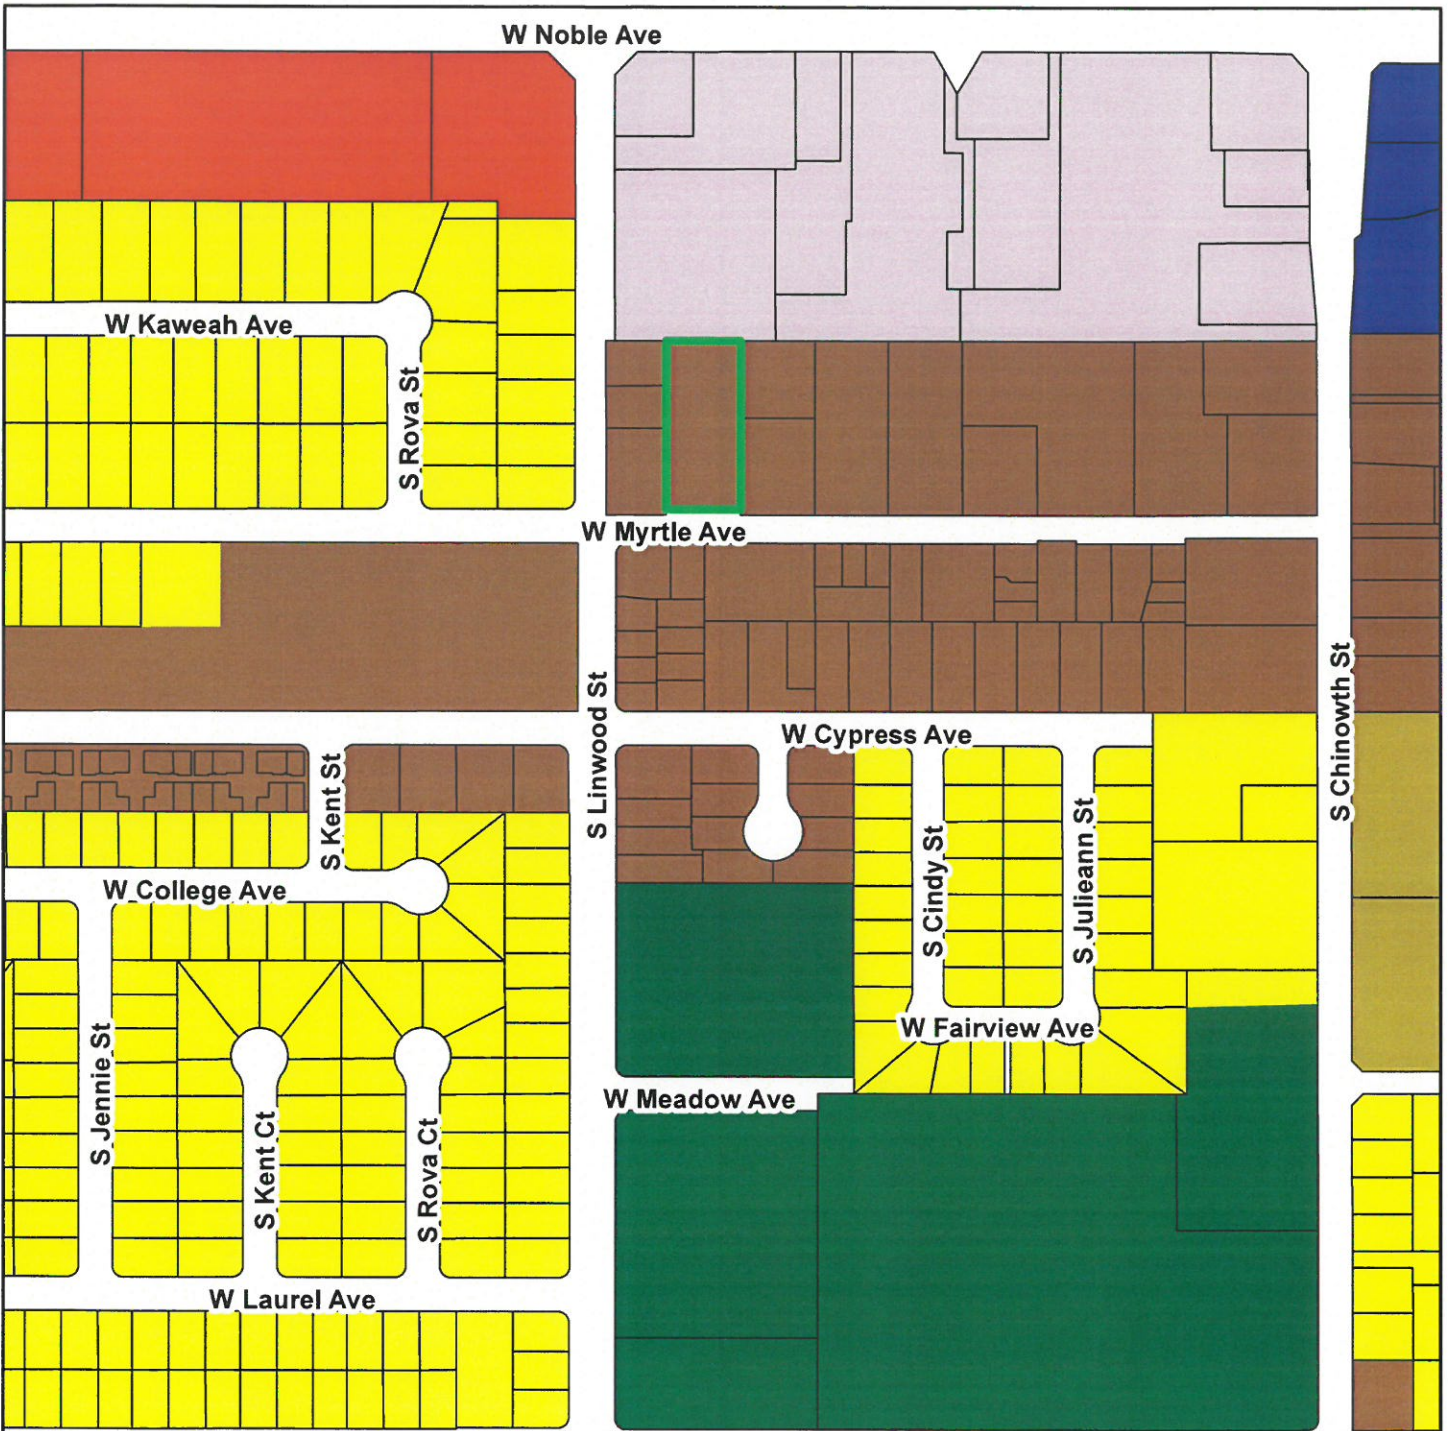 W Noble Ave
W Kaweah Ave
S Rova St
W Myrtle Ave
S Linwood St
S Chinowth St
W Cypress Ave
S Kent St
S Cindy St
S Julieann St
W College Ave
W Fairview Ave
S Jennie St
W Meadow Ave
S Kent Ct
S Rova Ct
W Laurel Ave